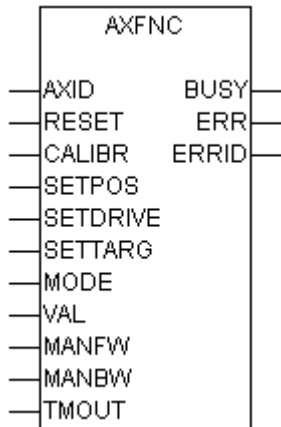 AXFNC
AXID BUSY
RESET ERR
CALIBR ERRID
SETPOS
SETDRIVE
SETTARG
MODE
VAL
MANFW
MANBW
TMOUT